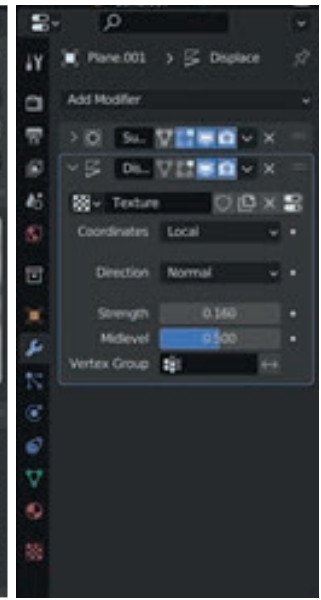 Plane.001 > Displace
Add Modifier
Su..
Dis..
Texture
Coordinates Local
Direction Normal
Strength 0.160
Midlevel 0.500
Vertex Group